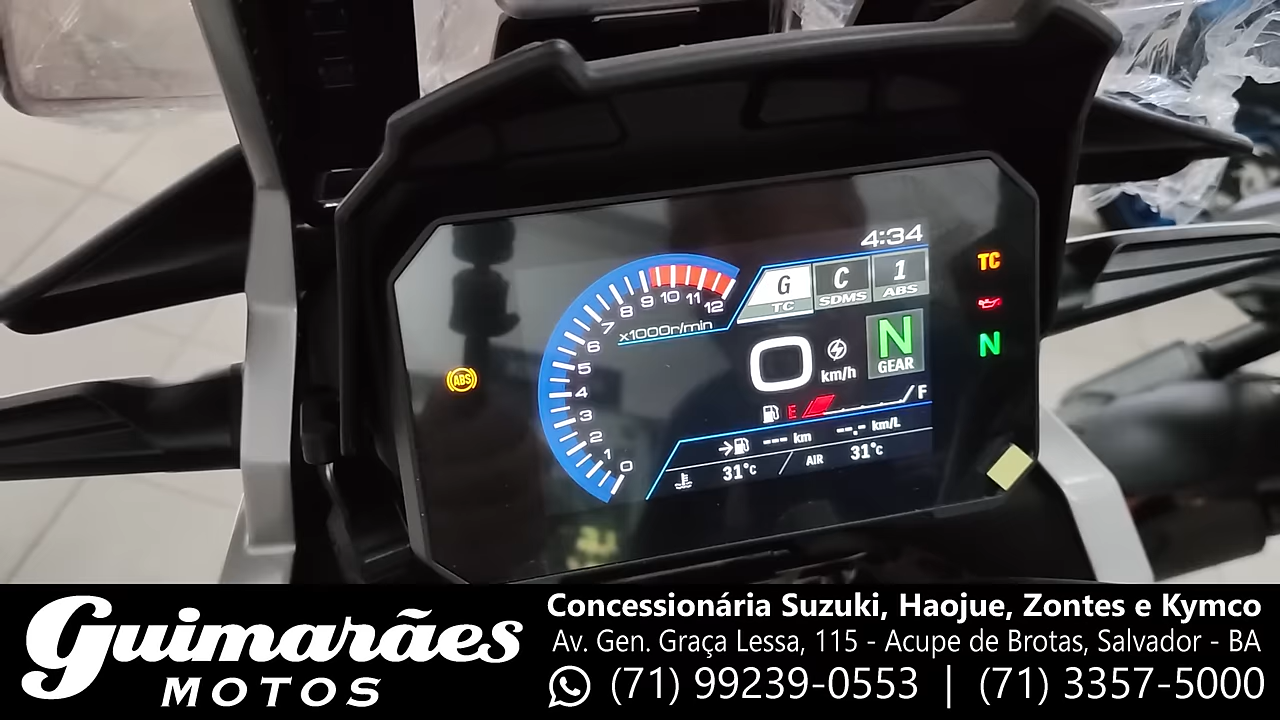 4:34
G C 1
TC SDMS ABS
0 1 2 3 4 5 6 7 8 9 10 11 12
x1000r/min
0 km/h
N
GEAR
E F
--- km --.- km/L
31°C AIR 31°C
ABS
TC
N
Guimarães
MOTOS
Concessionária Suzuki, Haojue, Zontes e Kymco
Av. Gen. Graça Lessa, 115 - Acupe de Brotas, Salvador - BA
(71) 99239-0553 | (71) 3357-5000